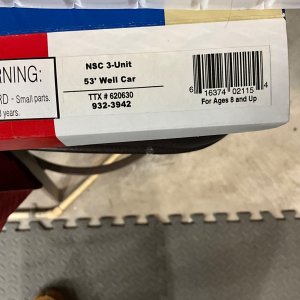 RNING:
RD - Small parts.
years.
NSC 3-Unit
53' Well Car
TTX # 620630
932-3942
6 16374 02115 4
For Ages 8 and Up